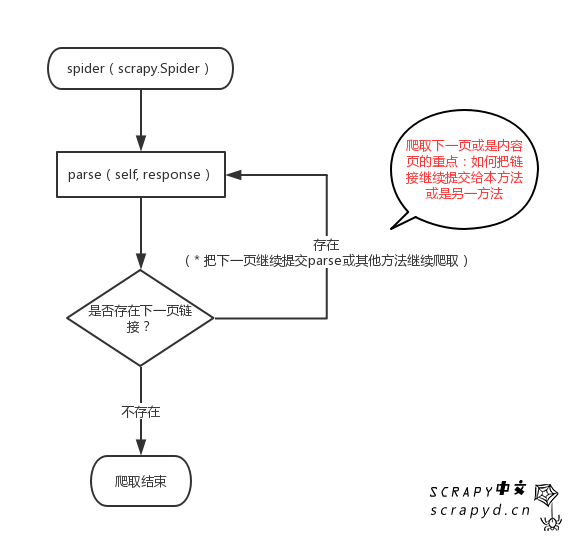 spider（scrapy.Spider）
parse（self, response）
爬取下一页或是内容
页的重点：如何把链
接继续提交给本方法
或是另一方法
存在
（* 把下一页继续提交parse或其他方法继续爬取）
是否存在下一页链
接？
不存在
爬取结束
SCRAPY中文
scrapyd.cn